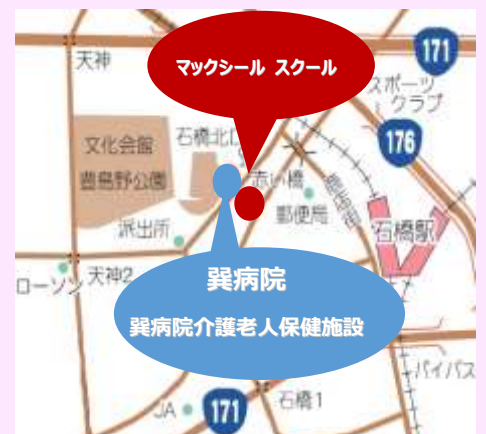 天神
マックシール スクール
171
スポーツ
クラブ
176
文化会館
豊島野公園
石橋北口
赤い橋
郵便局
派出所
石橋駅
ローソン
天神2
巽病院
巽病院介護老人保健施設
バイパス
JA
171
石橋1